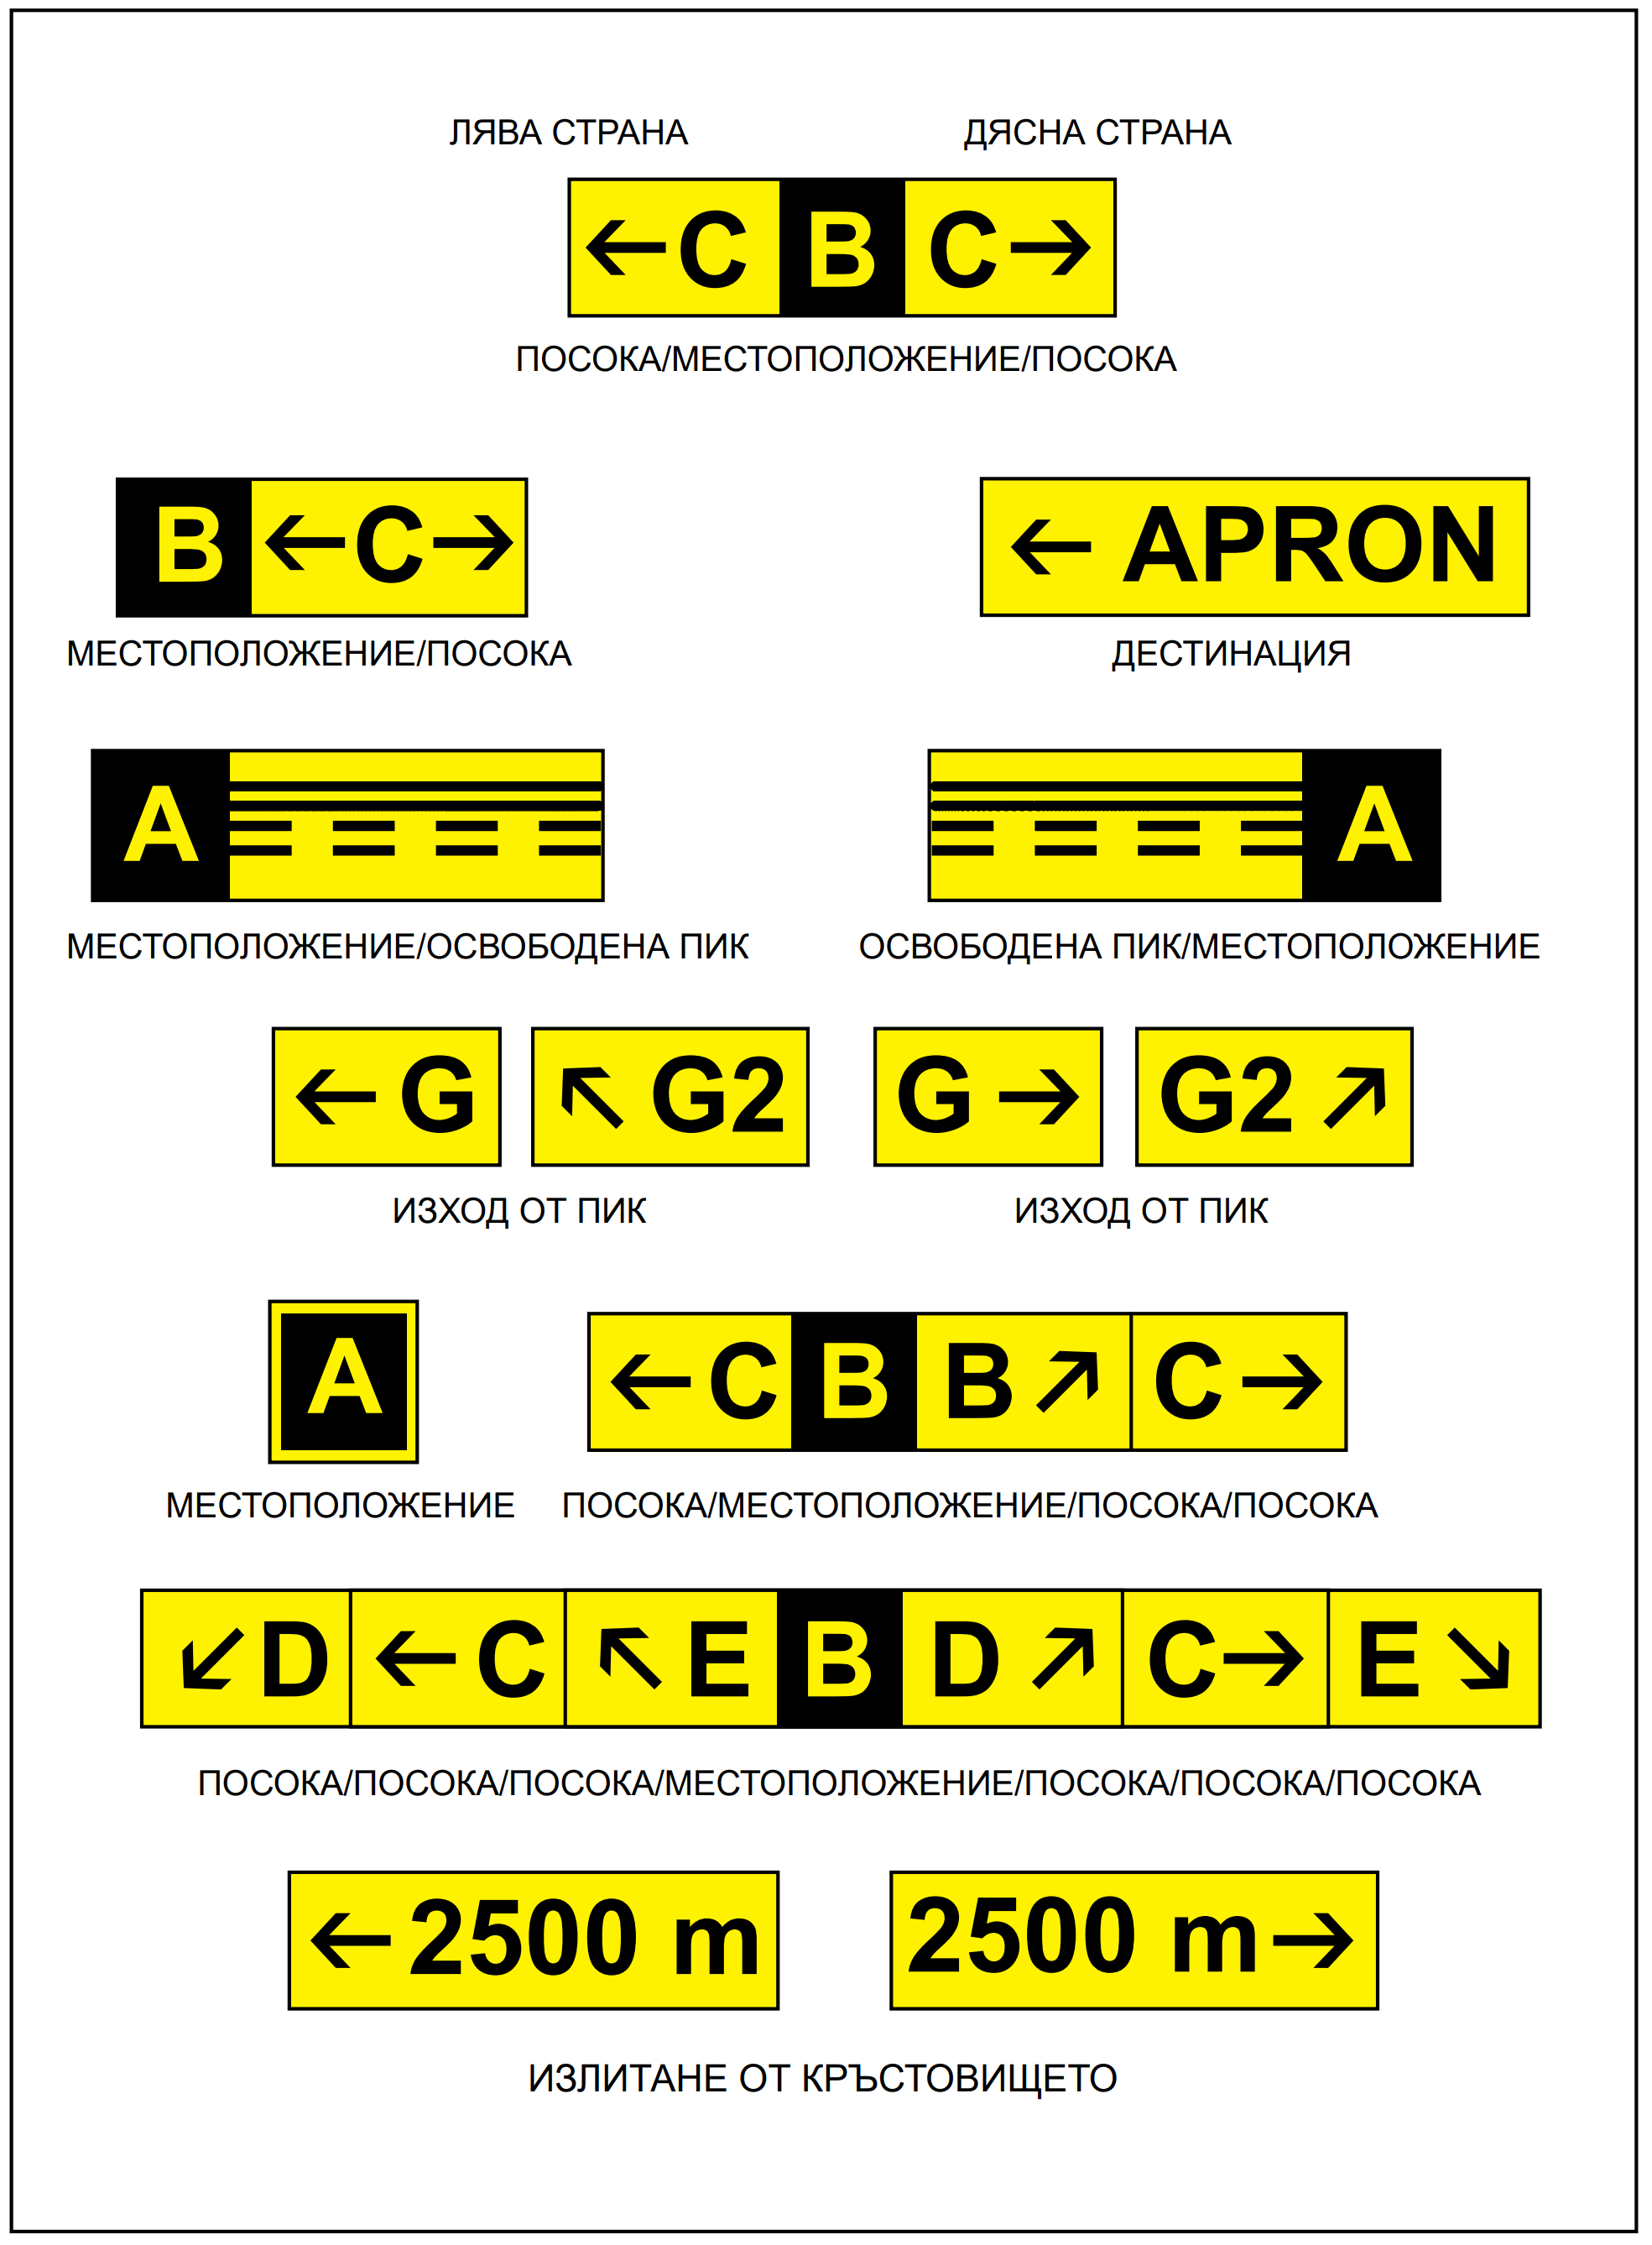 ЛЯВА СТРАНА ДЯСНА СТРАНА
←C B C→
ПОСОКА/МЕСТОПОЛОЖЕНИЕ/ПОСОКА
B ←C→ ← APRON
МЕСТОПОЛОЖЕНИЕ/ПОСОКА ДЕСТИНАЦИЯ
A A
МЕСТОПОЛОЖЕНИЕ/ОСВОБОДЕНА ПИК ОСВОБОДЕНА ПИК/МЕСТОПОЛОЖЕНИЕ
← G ↖ G2 G → G2 ↗
ИЗХОД ОТ ПИК ИЗХОД ОТ ПИК
A ←C B B↗ C→
МЕСТОПОЛОЖЕНИЕ ПОСОКА/МЕСТОПОЛОЖЕНИЕ/ПОСОКА/ПОСОКА
↙D ←C ↖E B D↗ C→ E↘
ПОСОКА/ПОСОКА/ПОСОКА/МЕСТОПОЛОЖЕНИЕ/ПОСОКА/ПОСОКА/ПОСОКА
←2500 m 2500 m→
ИЗЛИТАНЕ ОТ КРЪСТОВИЩЕТО